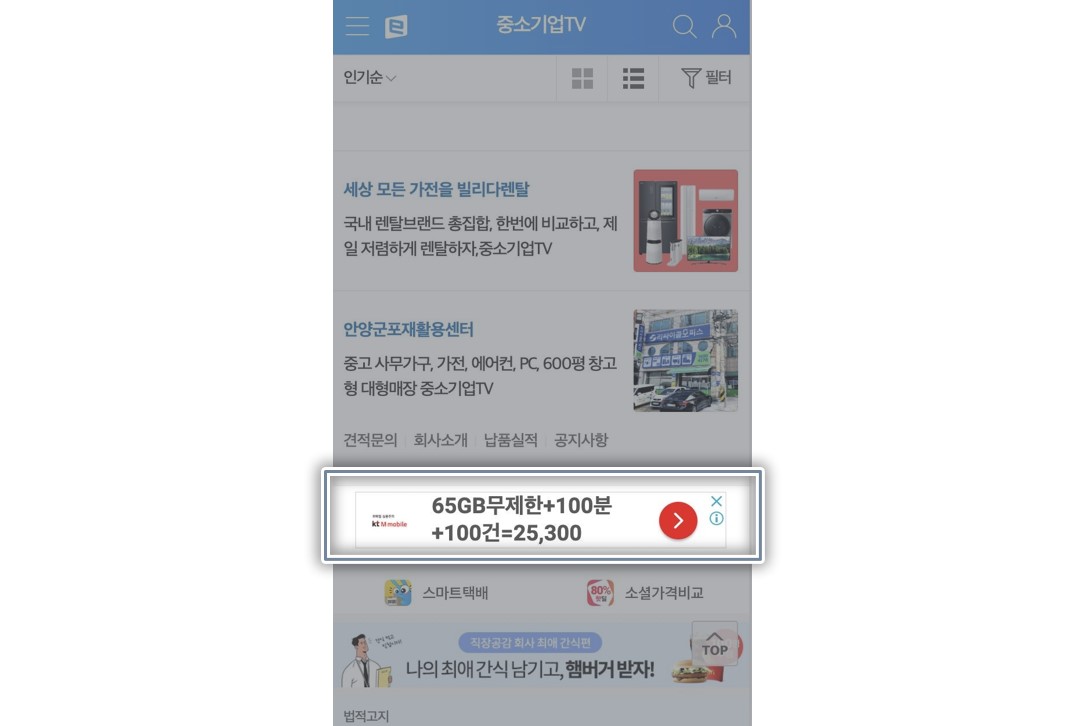 중소기업TV
인기순
필터
세상 모든 가전을 빌리다렌탈
국내 렌탈브랜드 총집합, 한번에 비교하고, 제
일 저렴하게 렌탈하자,중소기업TV
안양군포재활용센터
중고 사무가구, 가전, 에어컨, PC, 600평 창고
형 대형매장 중소기업TV
견적문의 회사소개 납품실적 공지사항
kt M mobile
65GB무제한+100분
+100건=25,300
스마트택배
80%
소셜가격비교
직장공감 회사 최애 간식편
나의 최애 간식 남기고, 햄버거 받자!
TOP
법적고지